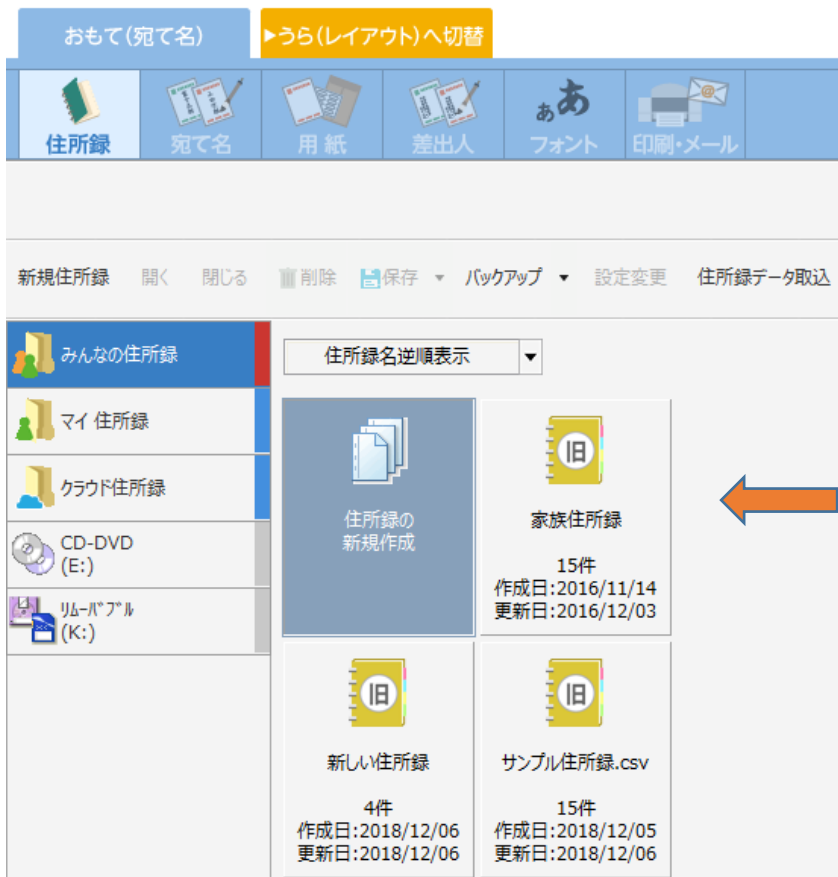 おもて(宛て名)
▶うら(レイアウト)へ切替
住所録
宛て名
用 紙
差出人
ああ
フォント
印刷・メール
新規住所録 開く 閉じる 削除 保存 ▼ バックアップ ▼ 設定変更 住所録データ取込
みんなの住所録
マイ 住所録
クラウド住所録
CD-DVD
(E:)
リムーバブル
(K:)
住所録名逆順表示 ▼
住所録の
新規作成
旧
家族住所録
15件
作成日:2016/11/14
更新日:2016/12/03
旧
新しい住所録
4件
作成日:2018/12/06
更新日:2018/12/06
旧
サンプル住所録.csv
15件
作成日:2018/12/05
更新日:2018/12/06